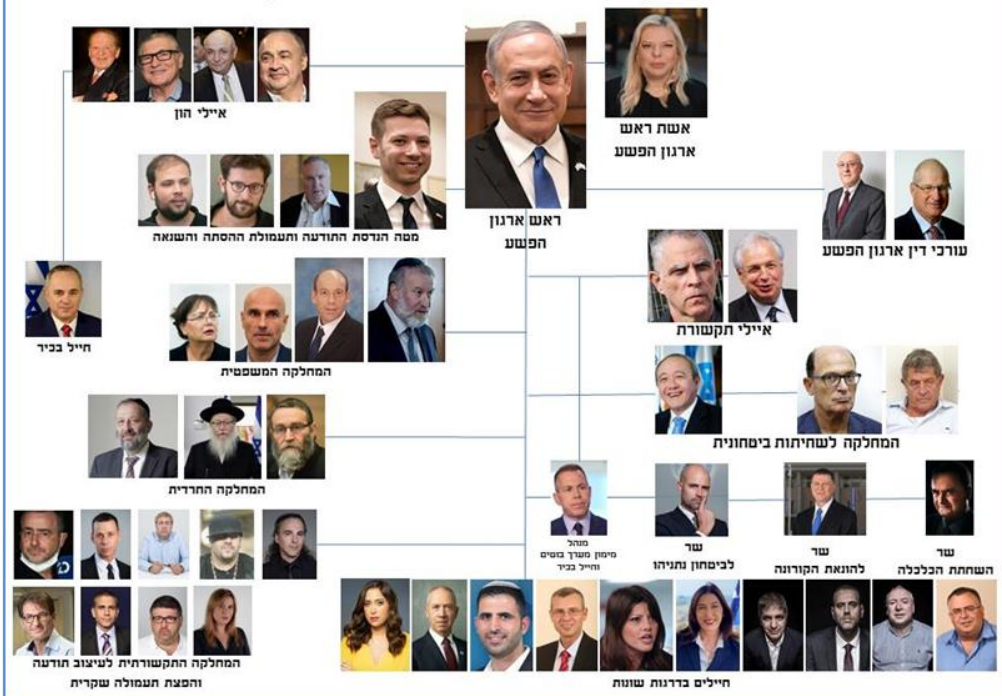 איילי הון
אשת ראש
ארגון הפשע
ראש ארגון
הפשע
מטה הנדסת התודעה ותעמולת ההסתה והשנאה
עורכי דין ארגון הפשע
חייל בכיר
איילי תקשורת
המחלקה המשפטית
המחלקה לשחיתות ביטחונית
המחלקה החרדית
מנהל
מימון מערך בוטים
וחייל בכיר
שר
לביטחון נתניהו
שר
להונאת הקורונה
שר
השחתת הכלכלה
המחלקה התקשורתית לעיצוב תודעה
והפצת תעמולה שקרית
חיילים בדרגות שונות